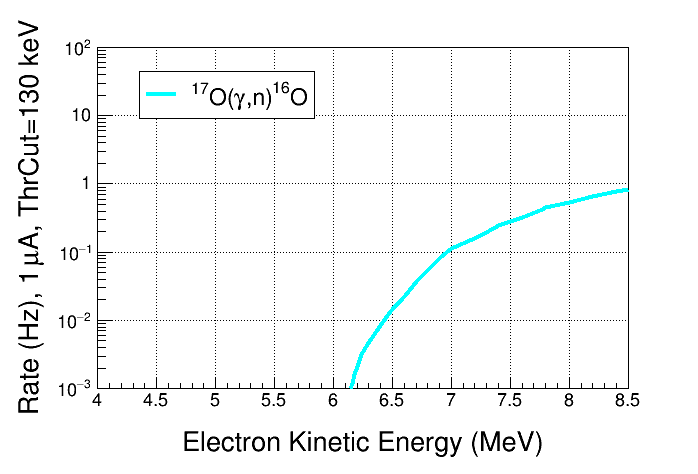 Rate (Hz), 1 μA, ThrCut=130 keV
10²
10
1
10⁻¹
10⁻²
10⁻³
¹⁷O(γ,n)¹⁶O
4 4.5 5 5.5 6 6.5 7 7.5 8 8.5
Electron Kinetic Energy (MeV)